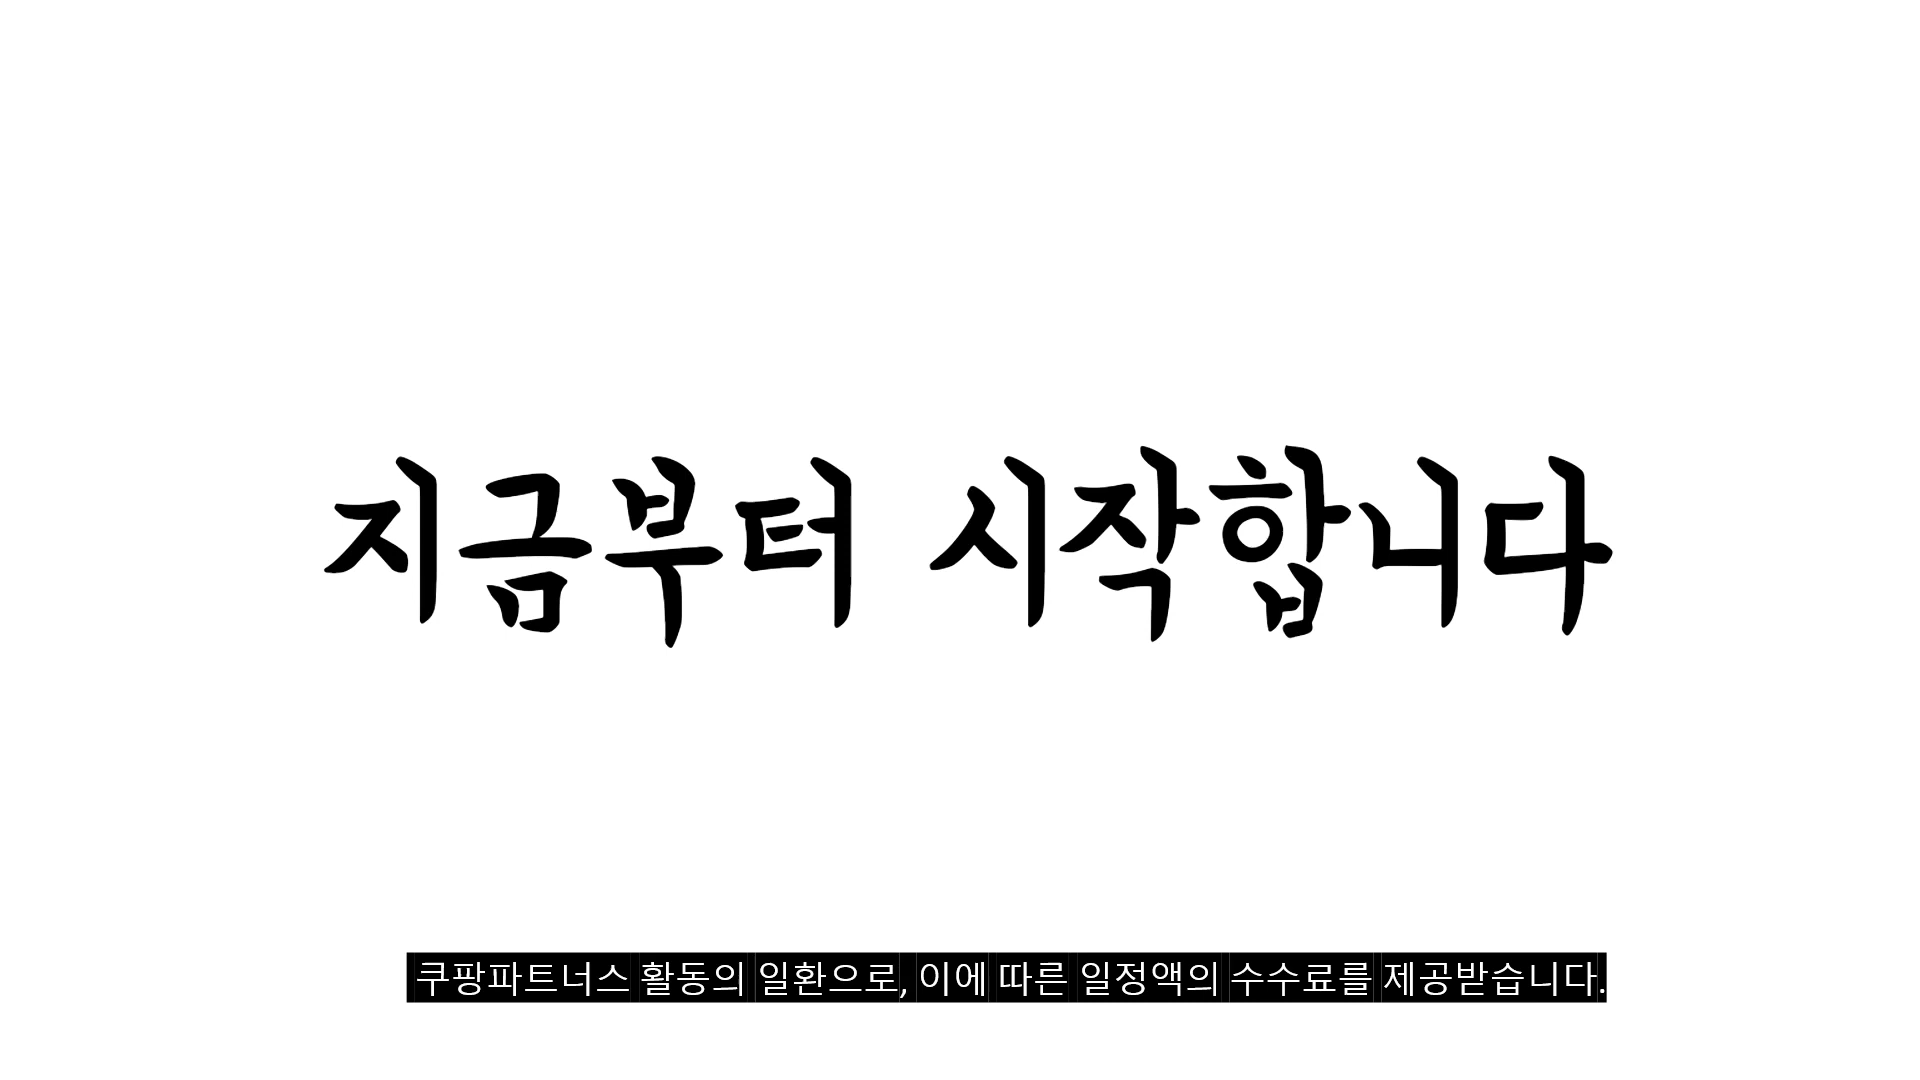 지금부터 시작합니다
쿠팡파트너스 활동의 일환으로, 이에 따른 일정액의 수수료를 제공받습니다.